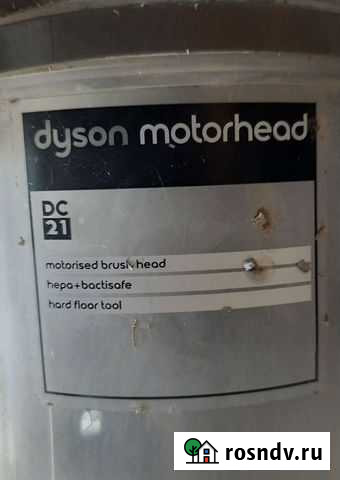 dyson motorhead
DC
21
motorised brush head
hepa+bactisafe
hard floor tool
rosndv.ru